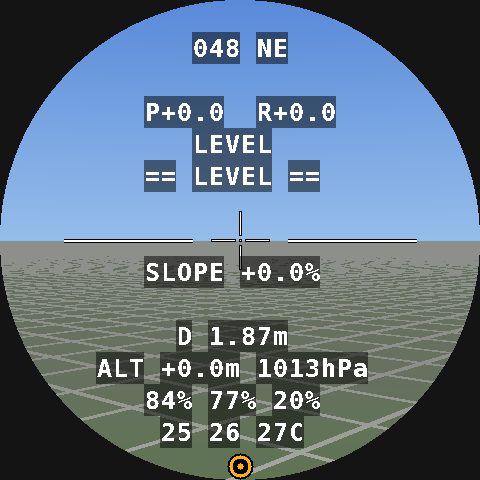 048 NE
P+0.0 R+0.0
LEVEL
== LEVEL ==
SLOPE +0.0%
D 1.87m
ALT +0.0m 1013hPa
84% 77% 20%
25 26 27C